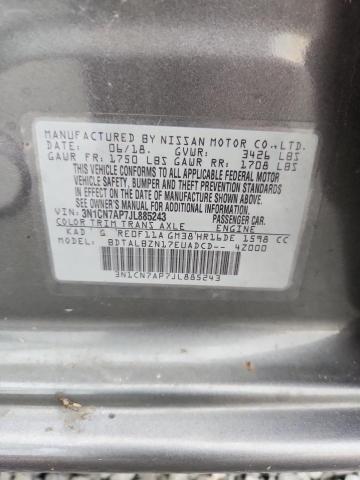 MANUFACTURED BY NISSAN MOTOR CO., LTD.
DATE: 06/18. GVWR: 3426 LBS
GAWR FR: 1750 LBS GAWR RR: 1708 LBS
THIS VEHICLE CONFORMS TO
ALL APPLICABLE FEDERAL MOTOR VEHICLE
SAFETY, BUMPER AND THEFT PREVENTION
STANDARDS IN EFFECT ON THE DATE OF
MANUFACTURE SHOWN ABOVE.
SEE OWNER'S MANUAL FOR ADDITIONAL INFORMATION.
VIN: 3N1CN7AP7JL885243 PASSENGER CAR.
COLOR TRIM TRANS AXLE ENGINE
KAD G RE0F11A GM38 HR16DE 1598 CC
MODEL: BDTALBZN17EUADCD-- 4Z000
3N1CN7AP7JL885243